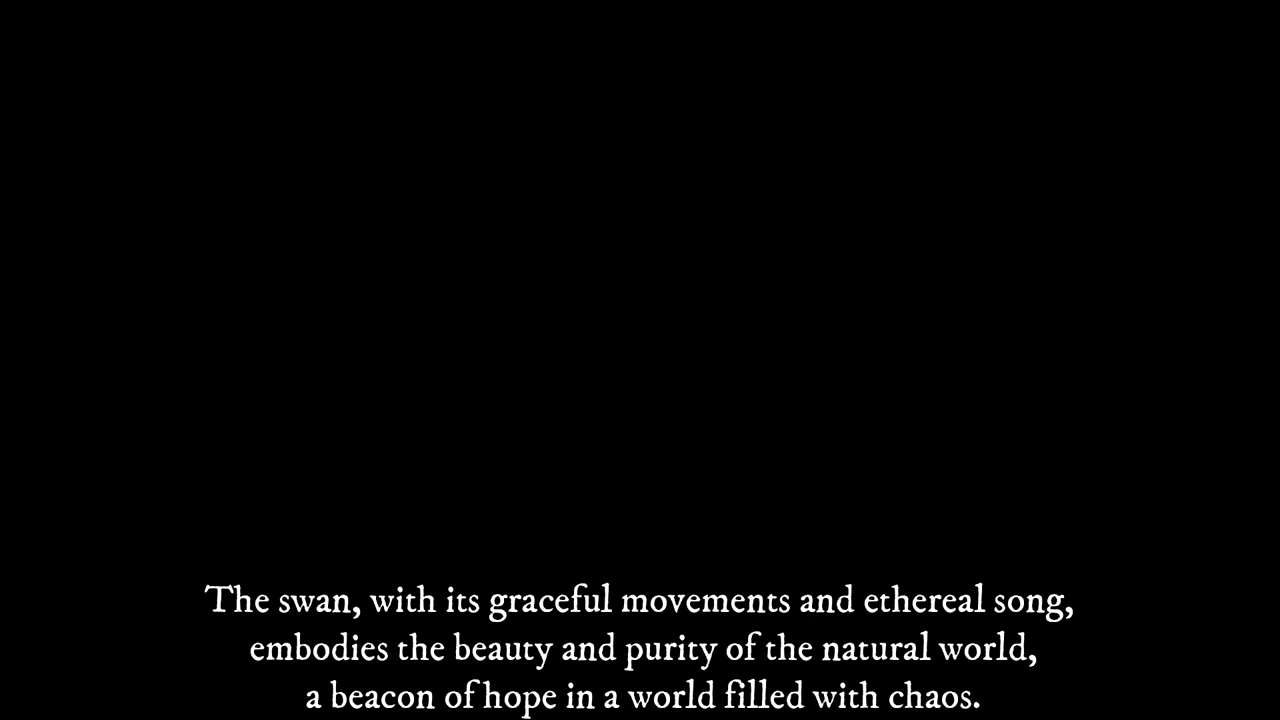 The swan, with its graceful movements and ethereal song,
embodies the beauty and purity of the natural world,
a beacon of hope in a world filled with chaos.